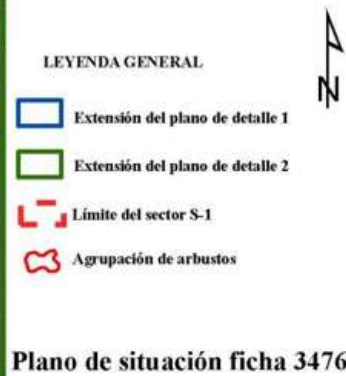 LEYENDA GENERAL
N
Extensión del plano de detalle 1
Extensión del plano de detalle 2
Límite del sector S-1
Agrupación de arbustos
Plano de situación ficha 3476